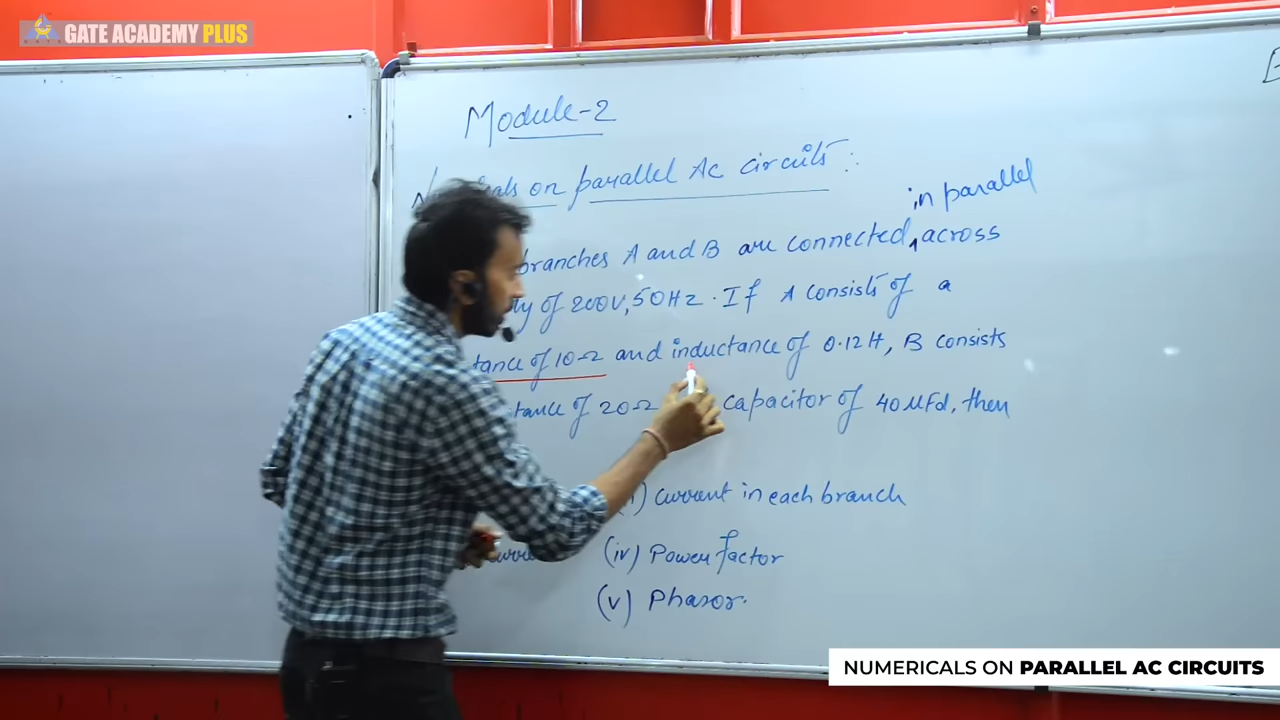 GATE ACADEMY PLUS
Module-2
on parallel Ac circuits :
in parallel
branches A and B are connected, across
of 200V, 50Hz. If A consists of a
of 10Ω and inductance of 0.12H, B consists
of 20Ω capacitor of 40 µFd, then
current in each branch
(iv) Power factor
(v) Phasor.
NUMERICALS ON PARALLEL AC CIRCUITS